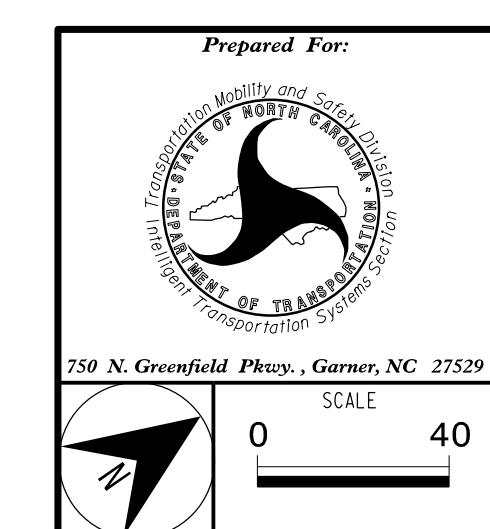 Prepared For:
Transportation Mobility and Safety Division
STATE OF NORTH CAROLINA
DEPARTMENT OF TRANSPORTATION
Intelligent Transportation Systems Section
750 N. Greenfield Pkwy. , Garner, NC 27529
SCALE
0 40
N